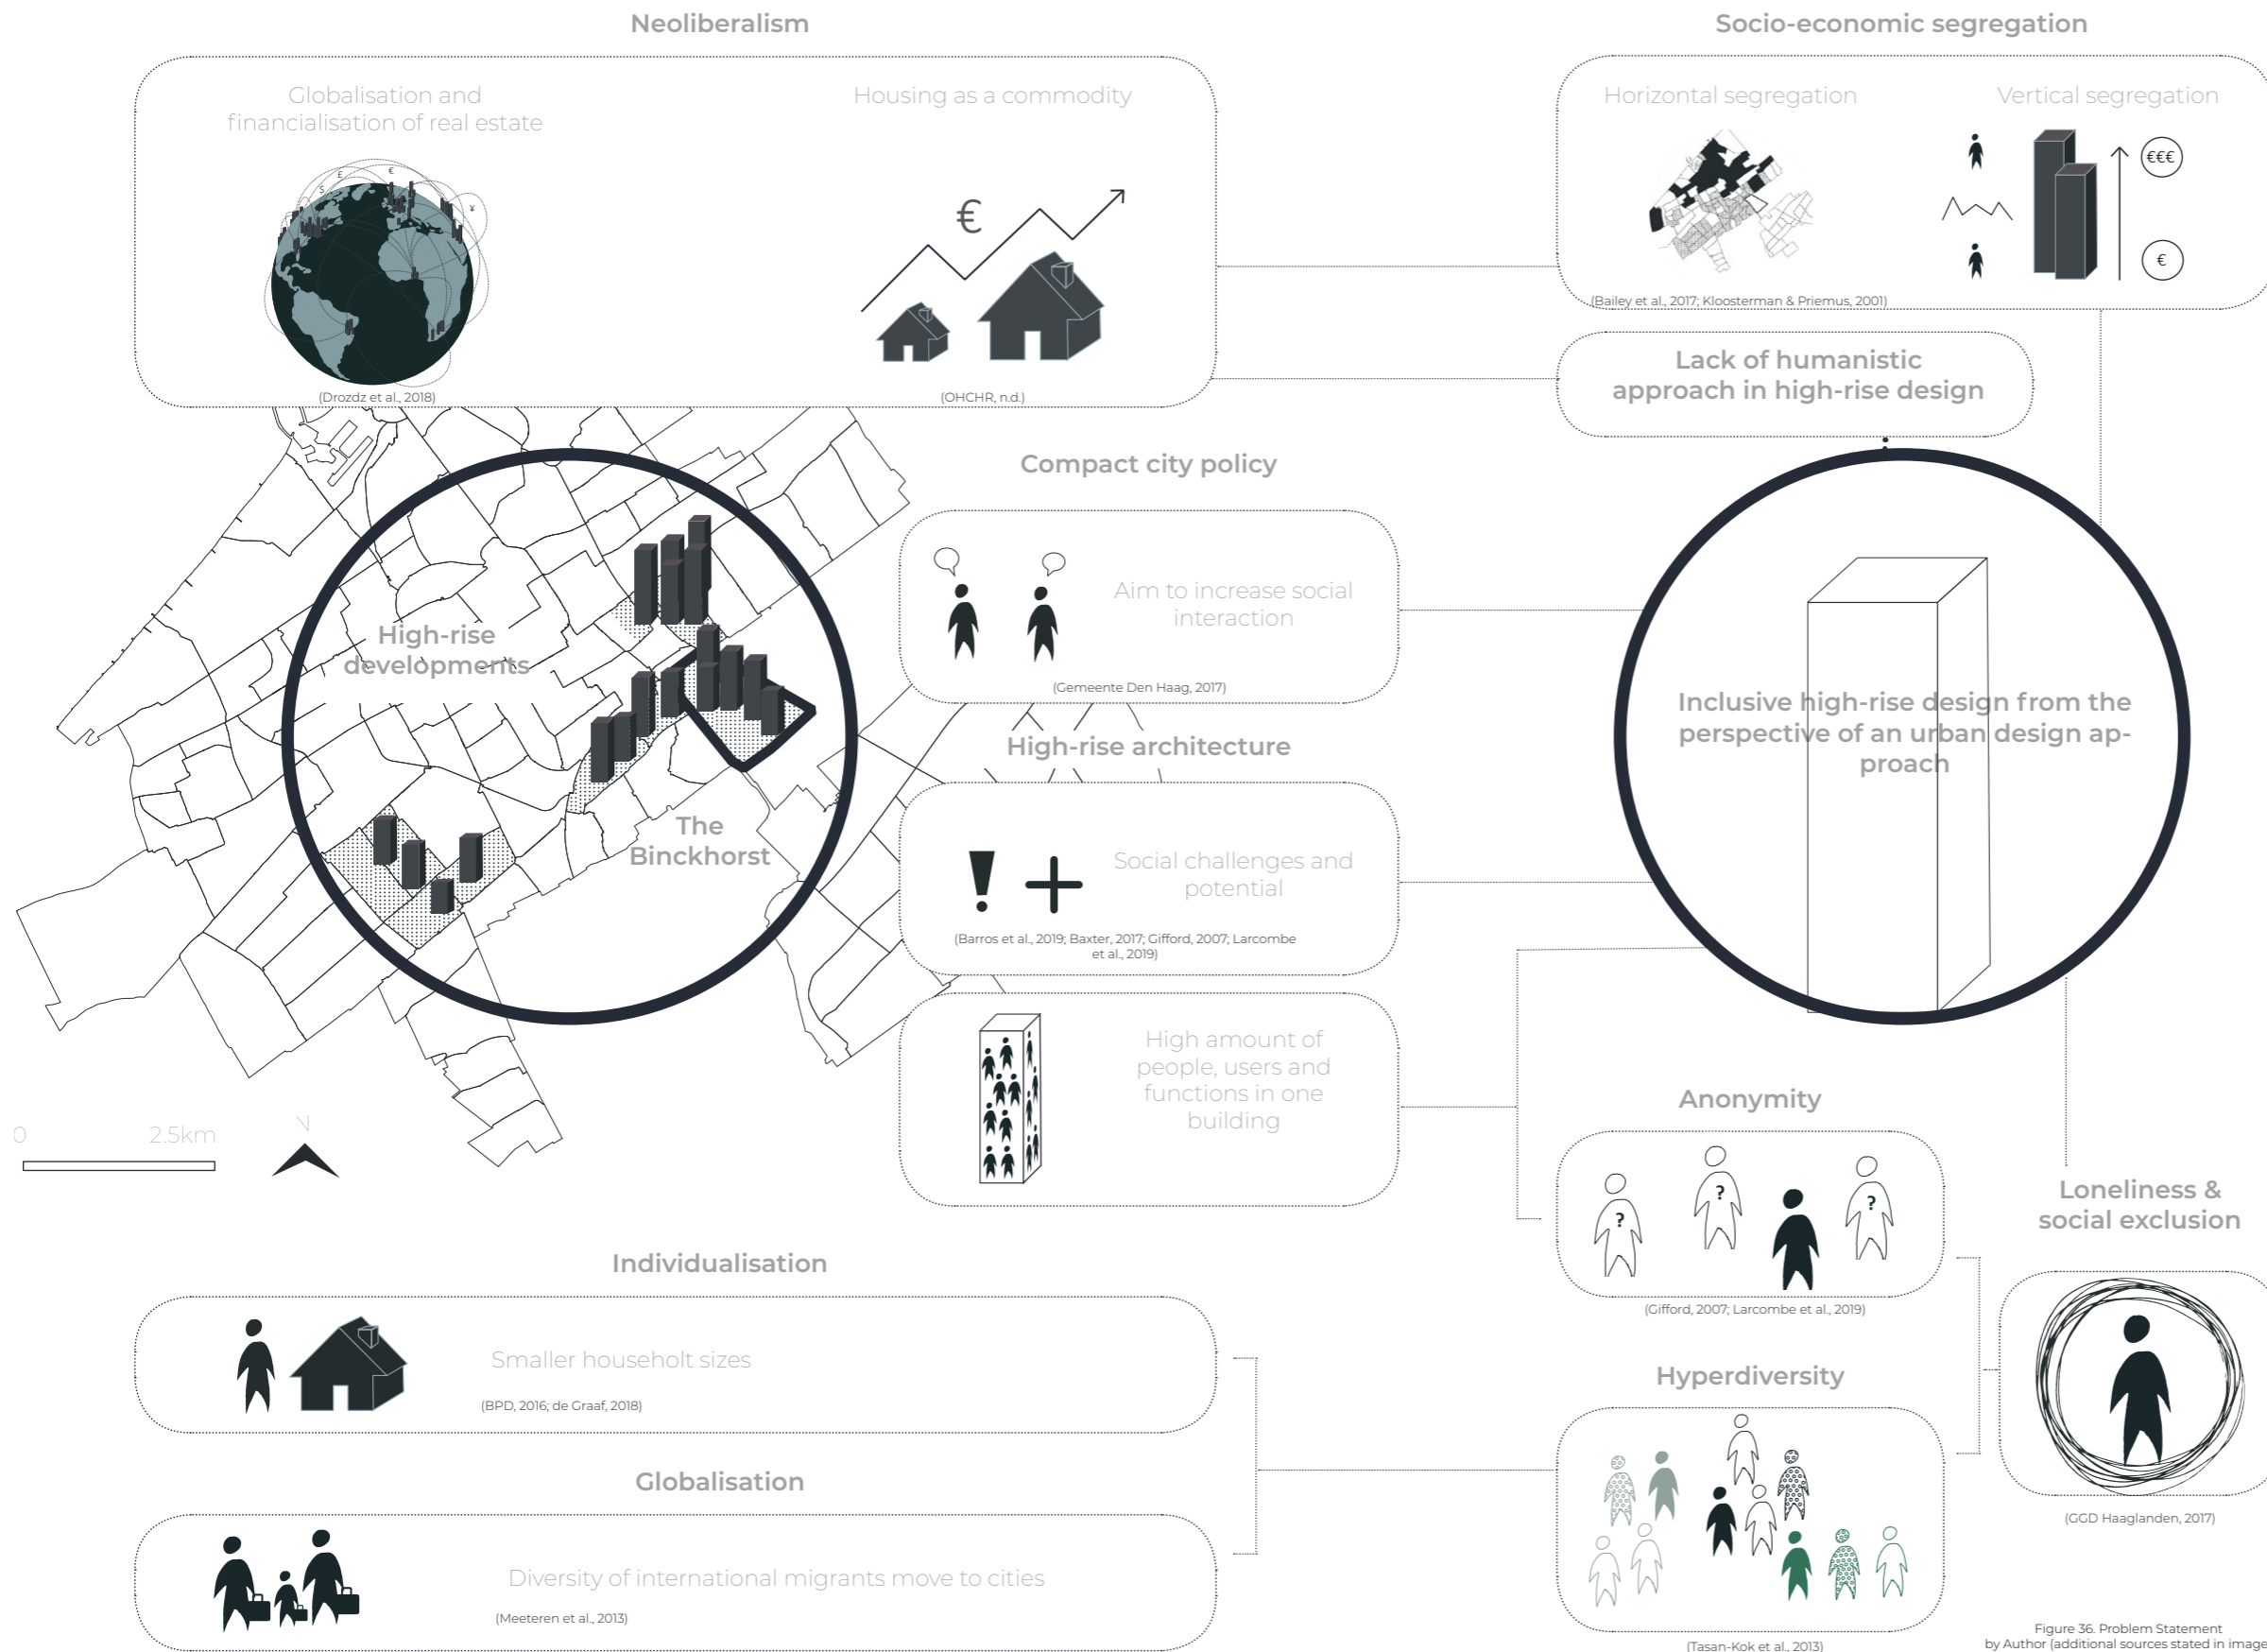 Neoliberalism
Globalisation and
financialisation of real estate
$
£
€
¥
(Drozdz et al., 2018)
Housing as a commodity
€
(OHCHR, n.d.)
Socio-economic segregation
Horizontal segregation
Vertical segregation
€€€
€
(Bailey et al., 2017; Kloosterman & Priemus, 2001)
Lack of humanistic
approach in high-rise design
High-rise
developments
The
Binckhorst
0
2.5km
N
Compact city policy
Aim to increase social
interaction
(Gemeente Den Haag, 2017)
High-rise architecture
!
+
Social challenges and
potential
(Barros et al., 2019; Baxter, 2017; Gifford, 2007; Larcombe
et al., 2019)
High amount of
people, users and
functions in one
building
Inclusive high-rise design from the
perspective of an urban design ap-
proach
Anonymity
?
?
?
(Gifford, 2007; Larcombe et al., 2019)
Loneliness &
social exclusion
(GGD Haaglanden, 2017)
Individualisation
Smaller househoIt sizes
(BPD, 2016; de Graaf, 2018)
Globalisation
Diversity of international migrants move to cities
(Meeteren et al., 2013)
Hyperdiversity
(Tasan-Kok et al., 2013)
Figure 36. Problem Statement
by Author (additional sources stated in image